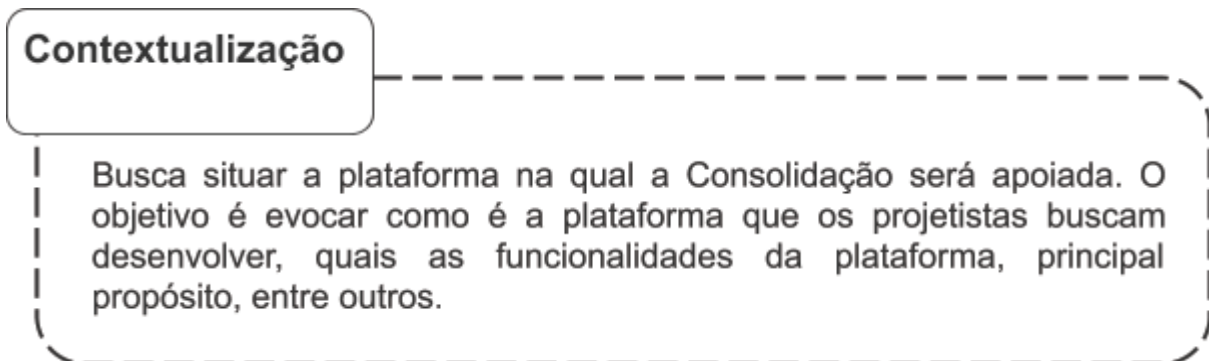 Contextualização
Busca situar a plataforma na qual a Consolidação será apoiada. O
objetivo é evocar como é a plataforma que os projetistas buscam
desenvolver, quais as funcionalidades da plataforma, principal
propósito, entre outros.